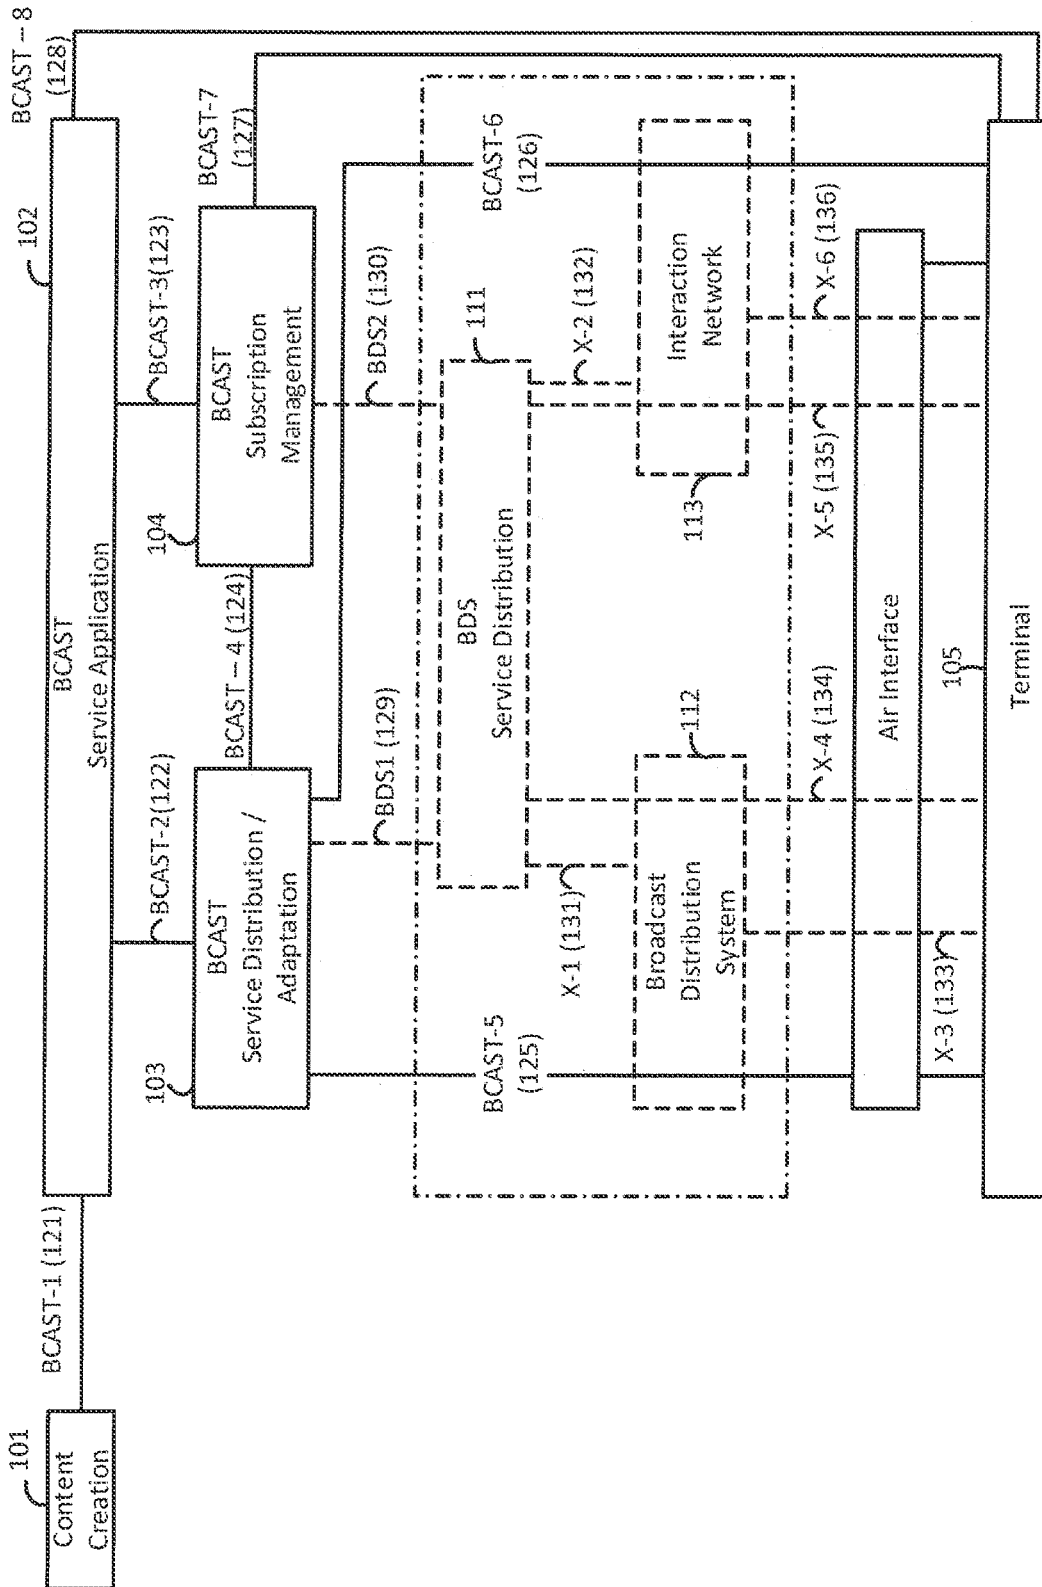 101
Content
Creation
BCAST-1 (121)
BCAST
Service Application
102
BCAST – 8
(128)
BCAST-2(122)
BCAST-3(123)
BCAST-7
(127)
103
BCAST
Service Distribution /
Adaptation
BCAST – 4 (124)
104
BCAST
Subscription
Management
BDS1 (129)
BDS2 (130)
BCAST-5
(125)
BDS
Service Distribution
111
BCAST-6
(126)
X-1 (131)
X-2 (132)
Broadcast
Distribution
System
112
113
Interaction
Network
X-3 (133)
X-4 (134)
X-5 (135)
X-6 (136)
Air Interface
105
Terminal